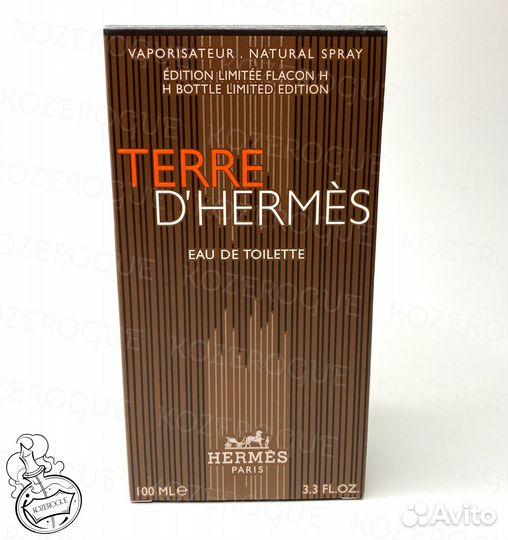 VAPORISATEUR . NATURAL SPRAY
ÉDITION LIMITÉE FLACON H
H BOTTLE LIMITED EDITION
TERRE
D'HERMÈS
EAU DE TOILETTE
HERMÈS
PARIS
100 ML℮ 3.3 FL.OZ.
KOZEROGUE
Avito